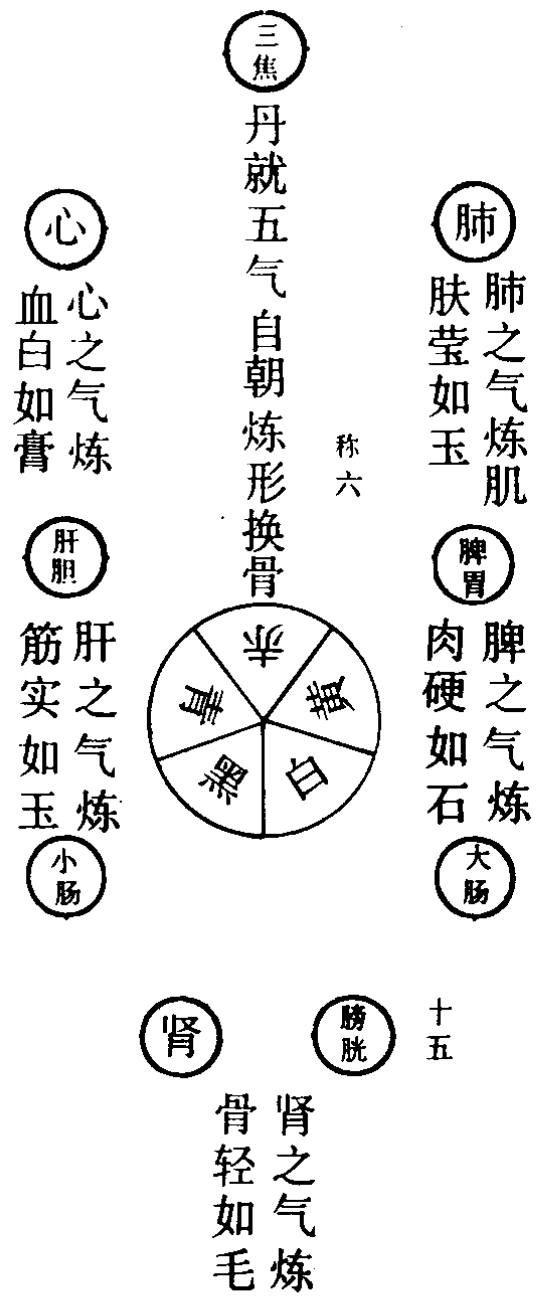 三焦
丹就五气自朝炼形换骨
肺
肺之气炼肌
肤莹如玉
心
心之气炼
血白如膏
称六
脾胃
脾之气炼
肉硬如石
肝胆
肝之气炼
筋实如玉
赤
黄
白
黑
青
大肠
小肠
十五
膀胱
肾
肾之气炼
骨轻如毛